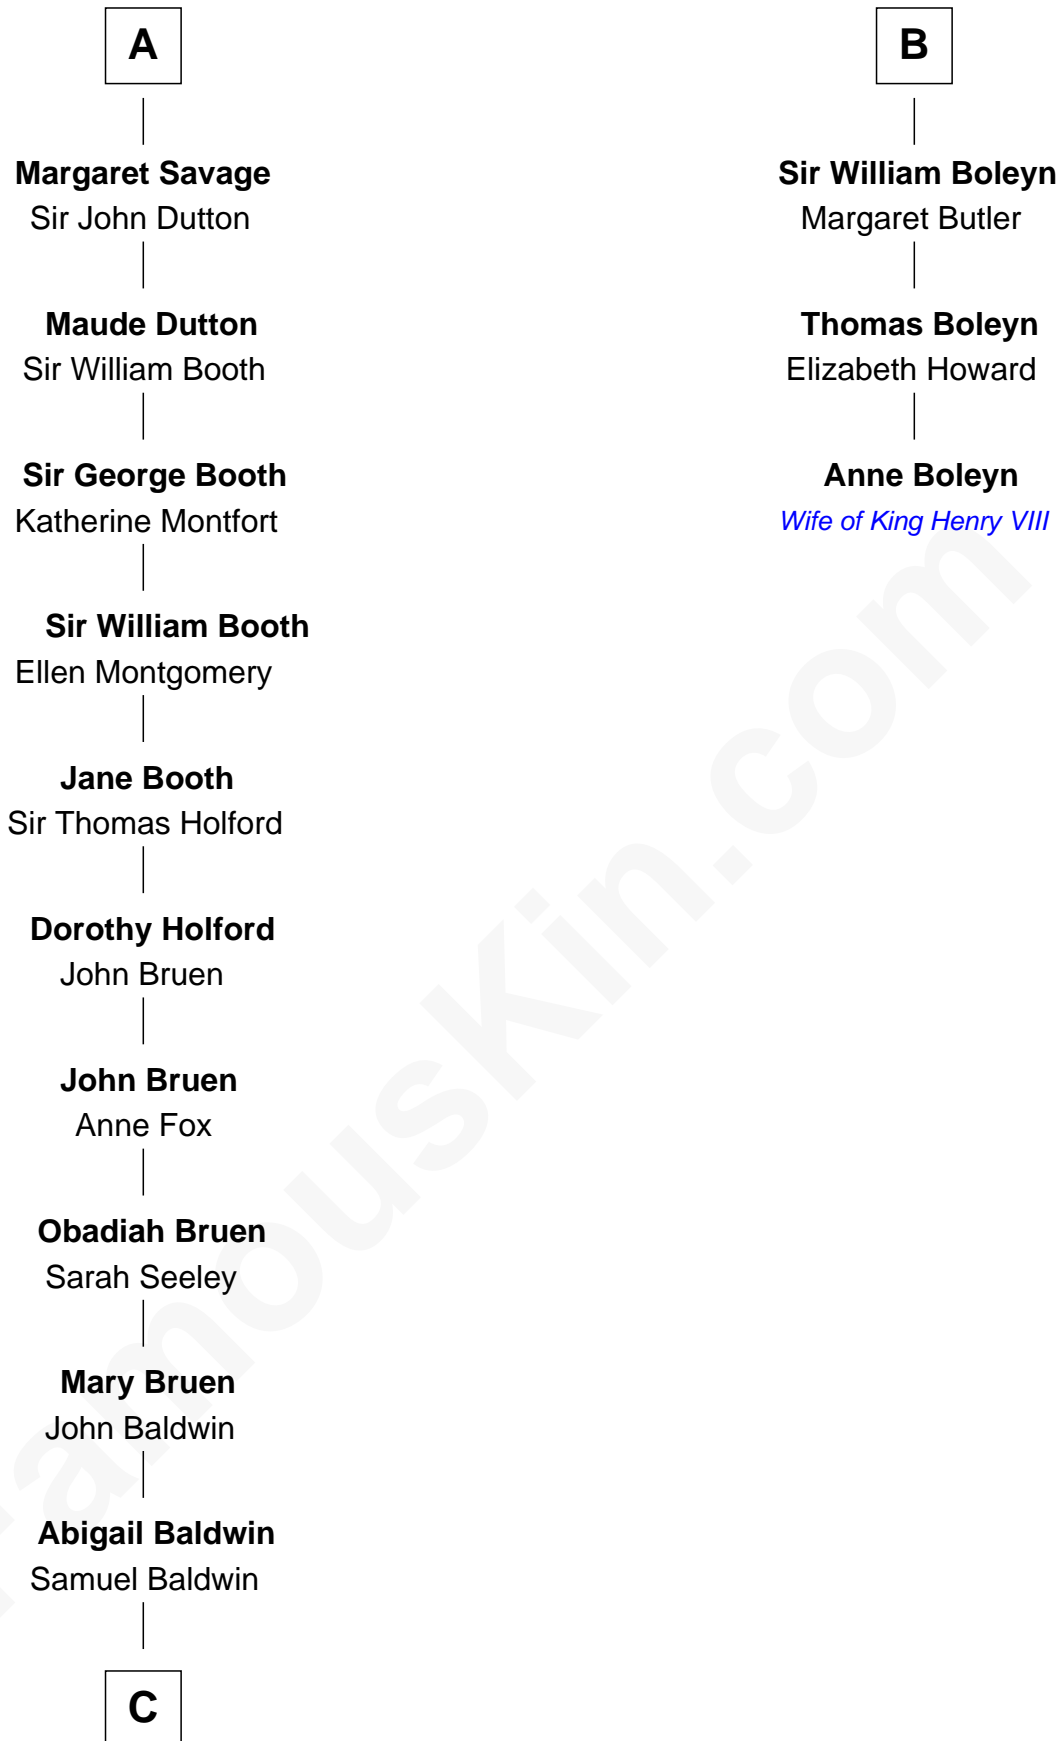 A
Margaret Savage
Sir John Dutton
Maude Dutton
Sir William Booth
Sir George Booth
Katherine Montfort
Sir William Booth
Ellen Montgomery
Jane Booth
Sir Thomas Holford
Dorothy Holford
John Bruen
John Bruen
Anne Fox
Obadiah Bruen
Sarah Seeley
Mary Bruen
John Baldwin
Abigail Baldwin
Samuel Baldwin
C
B
Sir William Boleyn
Margaret Butler
Thomas Boleyn
Elizabeth Howard
Anne Boleyn
Wife of King Henry VIII
FamousKin.com